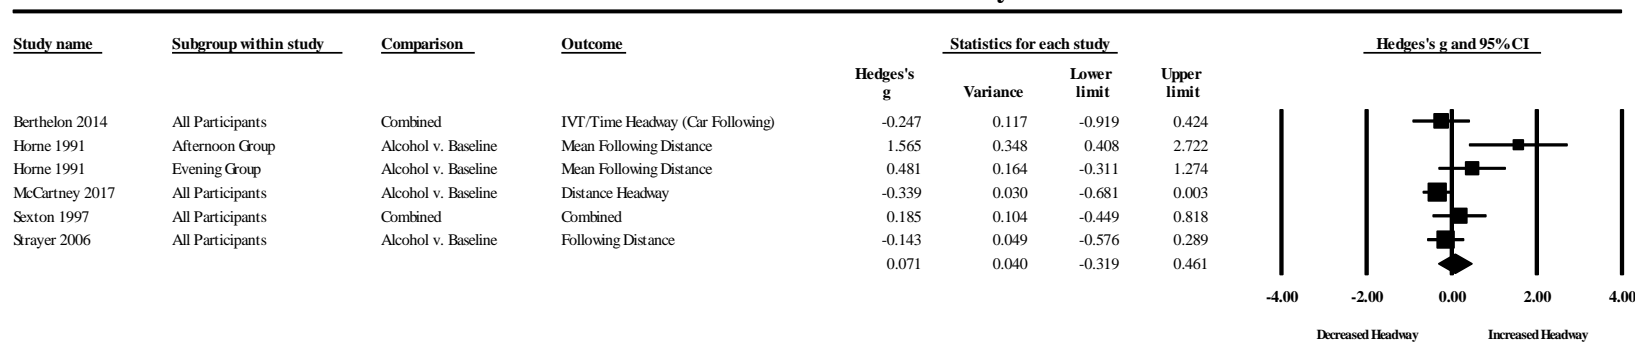 Study name Subgroup within study Comparison Outcome Statistics for each study Hedges's g and 95% CI
Hedges's g Variance Lower limit Upper limit
Berthelon 2014 All Participants Combined IVT/Time Headway (Car Following) -0.247 0.117 -0.919 0.424
Horne 1991 Afternoon Group Alcohol v. Baseline Mean Following Distance 1.565 0.348 0.408 2.722
Horne 1991 Evening Group Alcohol v. Baseline Mean Following Distance 0.481 0.164 -0.311 1.274
McCartney 2017 All Participants Alcohol v. Baseline Distance Headway -0.339 0.030 -0.681 0.003
Sexton 1997 All Participants Combined Combined 0.185 0.104 -0.449 0.818
Strayer 2006 All Participants Alcohol v. Baseline Following Distance -0.143 0.049 -0.576 0.289
0.071 0.040 -0.319 0.461
-4.00 -2.00 0.00 2.00 4.00
Decreased Headway Increased Headway